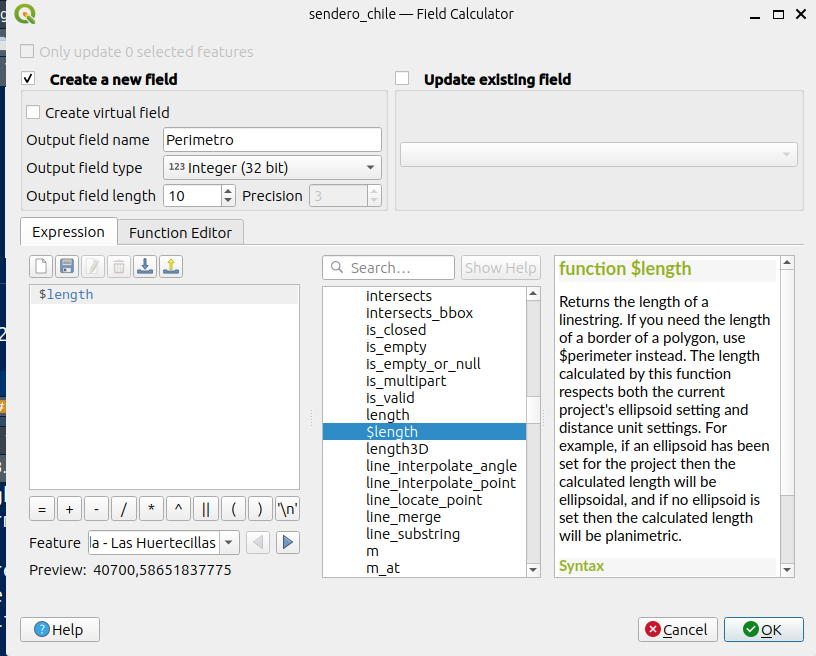 sendero_chile — Field Calculator
Only update 0 selected features
Create a new field
Update existing field
Create virtual field
Output field name Perimetro
Output field type 123 Integer (32 bit)
Output field length 10 Precision 3
Expression Function Editor
Search… Show Help
$length
intersects
intersects_bbox
is_closed
is_empty
is_empty_or_null
is_multipart
is_valid
length
$length
length3D
line_interpolate_angle
line_interpolate_point
line_locate_point
line_merge
line_substring
m
m_at
function $length
Returns the length of a
linestring. If you need the length
of a border of a polygon, use
$perimeter instead. The length
calculated by this function
respects both the current
project's ellipsoid setting and
distance unit settings. For
example, if an ellipsoid has been
set for the project then the
calculated length will be
ellipsoidal, and if no ellipsoid is
set then the calculated length
will be planimetric.
Syntax
= + - / * ^ || ( ) '\n'
Feature la - Las Huertecillas
Preview: 40700,58651837775
Help
Cancel OK